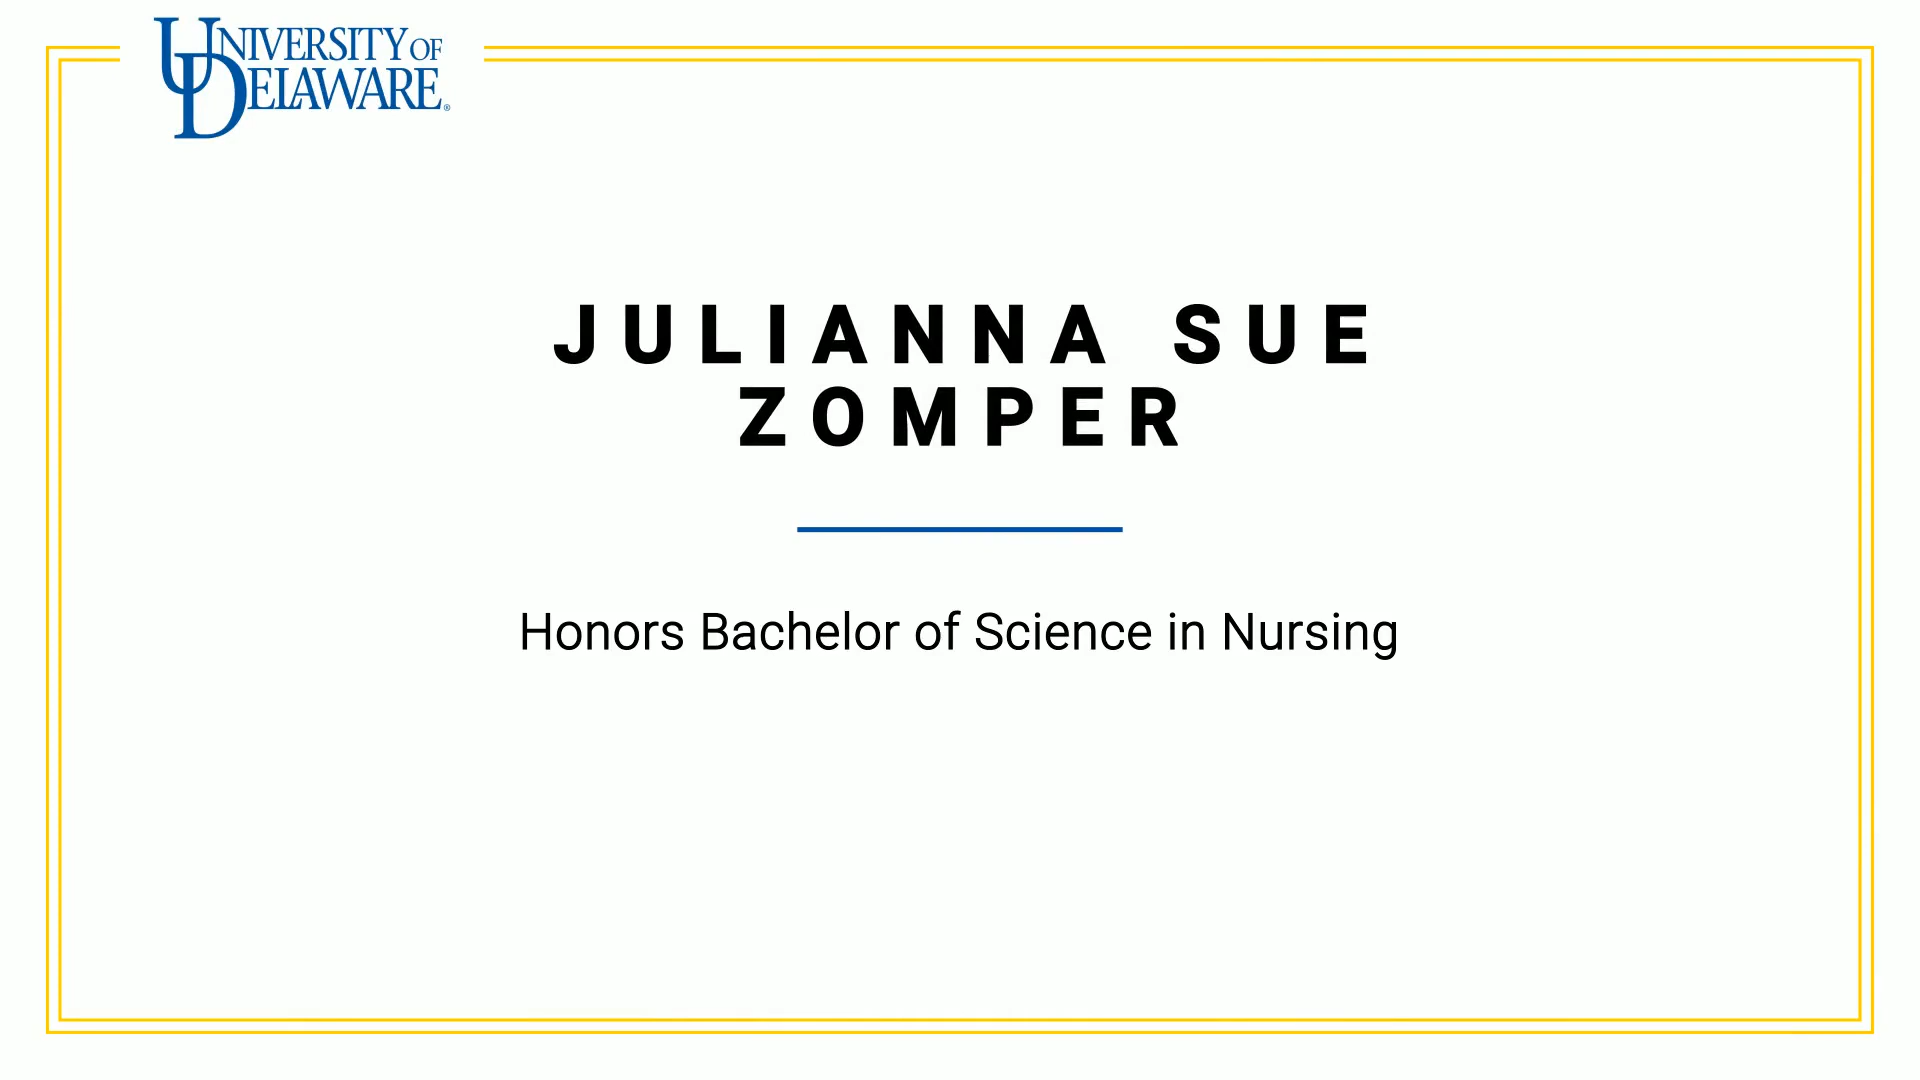 UNIVERSITY OF
DELAWARE®
JULIANNA SUE
ZOMPER
Honors Bachelor of Science in Nursing